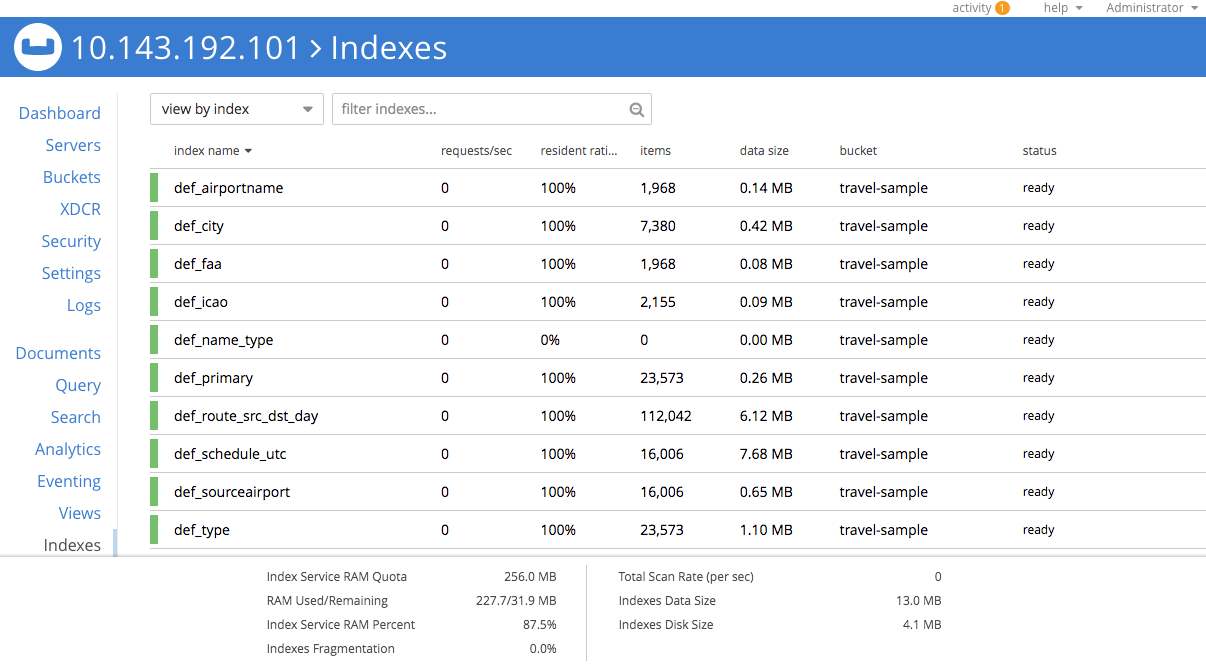 activity 1 help Administrator
10.143.192.101 > Indexes
Dashboard
Servers
Buckets
XDCR
Security
Settings
Logs
Documents
Query
Search
Analytics
Eventing
Views
Indexes
view by index filter indexes...
index name requests/sec resident rati... items data size bucket status
def_airportname 0 100% 1,968 0.14 MB travel-sample ready
def_city 0 100% 7,380 0.42 MB travel-sample ready
def_faa 0 100% 1,968 0.08 MB travel-sample ready
def_icao 0 100% 2,155 0.09 MB travel-sample ready
def_name_type 0 0% 0 0.00 MB travel-sample ready
def_primary 0 100% 23,573 0.26 MB travel-sample ready
def_route_src_dst_day 0 100% 112,042 6.12 MB travel-sample ready
def_schedule_utc 0 100% 16,006 7.68 MB travel-sample ready
def_sourceairport 0 100% 16,006 0.65 MB travel-sample ready
def_type 0 100% 23,573 1.10 MB travel-sample ready
Index Service RAM Quota 256.0 MB
RAM Used/Remaining 227.7/31.9 MB
Index Service RAM Percent 87.5%
Indexes Fragmentation 0.0%
Total Scan Rate (per sec) 0
Indexes Data Size 13.0 MB
Indexes Disk Size 4.1 MB